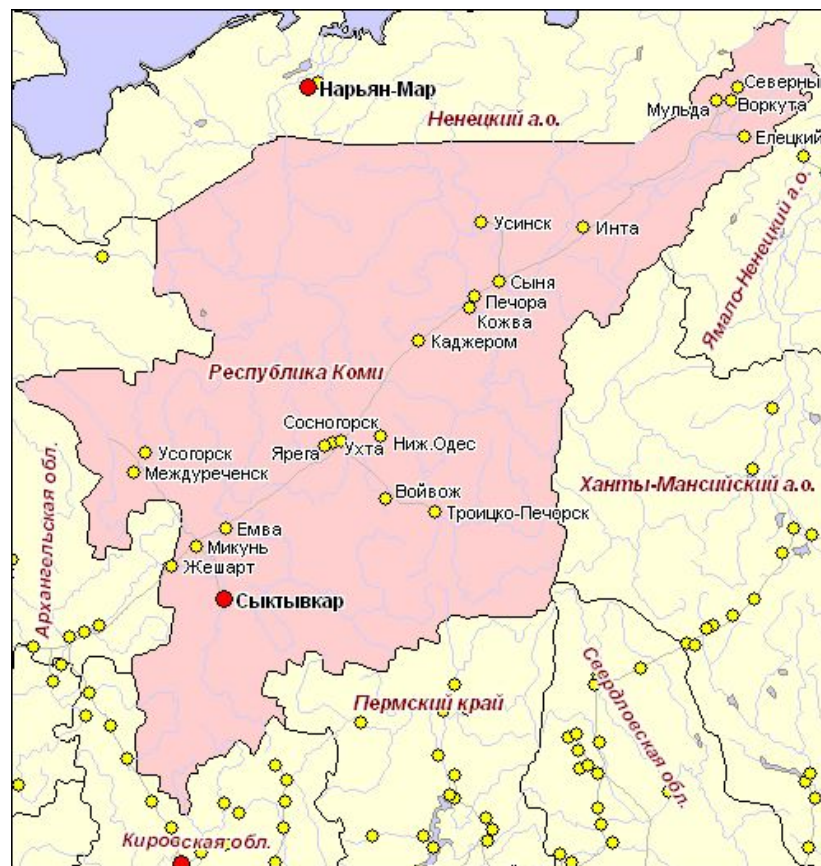 Северны
Нарьян-Мар
Мульда
Воркута
Ненецкий а.о.
Елецкий
Усинск
Инта
Ямало-Ненецкий а.о.
Сыня
Печора
Кожва
Каджером
Республика Коми
Сосногорск
Ярега
Ухта
Ниж.Одес
Усогорск
Междуреченск
Ханты-Мансийский а.о.
Войвож
Троицко-Печорск
Архангельская обл.
Емва
Микунь
Жешарт
Сыктывкар
Пермский край
Свердловская обл.
Кировская обл.